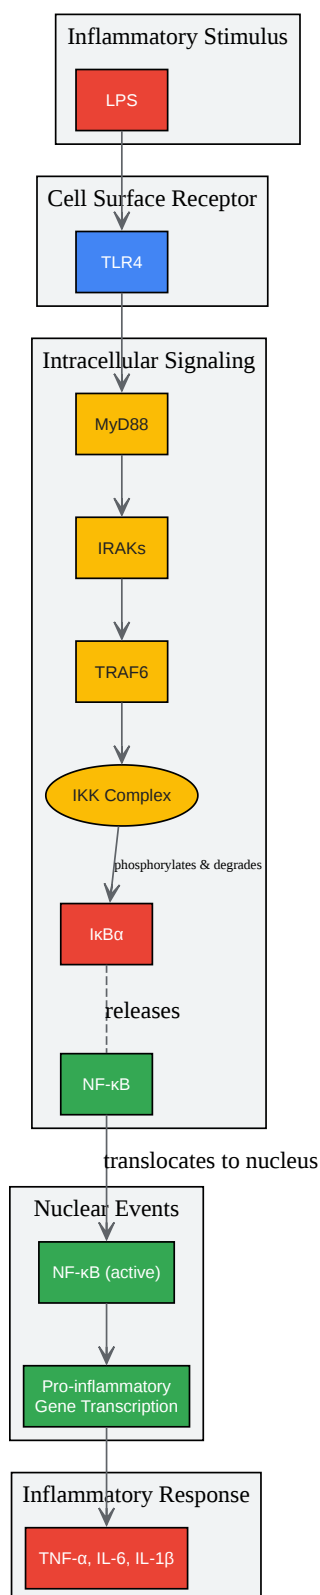 Inflammatory Stimulus
LPS
Cell Surface Receptor
TLR4
Intracellular Signaling
MyD88
IRAKs
TRAF6
IKK Complex
phosphorylates & degrades
IκBα
releases
NF-κB
translocates to nucleus
Nuclear Events
NF-κB (active)
Pro-inflammatory
Gene Transcription
Inflammatory Response
TNF-α, IL-6, IL-1β